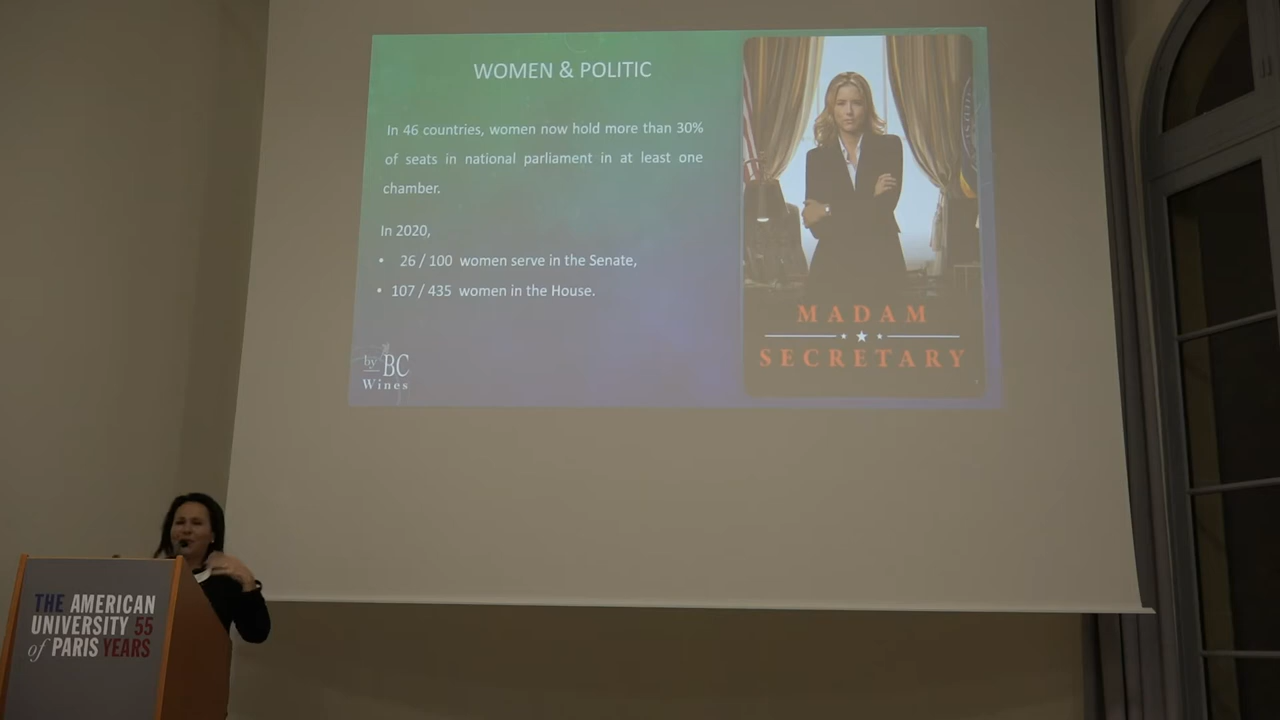 WOMEN & POLITIC
In 46 countries, women now hold more than 30%
of seats in national parliament in at least one
chamber.
In 2020,
• 26 / 100 women serve in the Senate,
• 107 / 435 women in the House.
by BC
Wines
MADAM
SECRETARY
THE AMERICAN
UNIVERSITY 55
of PARIS YEARS